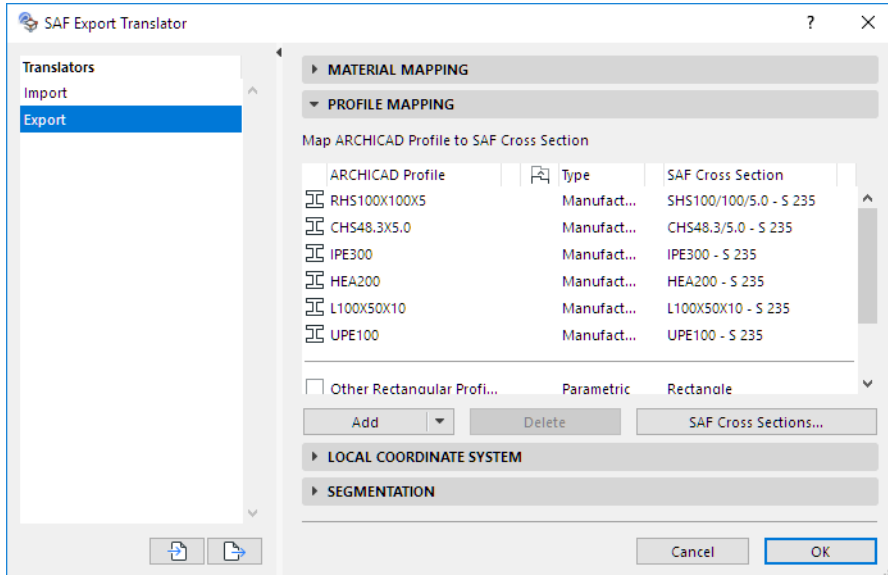 SAF Export Translator ?
Translators
Import
Export
MATERIAL MAPPING
PROFILE MAPPING
Map ARCHICAD Profile to SAF Cross Section
ARCHICAD Profile Type SAF Cross Section
RHS100X100X5 Manufact... SHS100/100/5.0 - S 235
CHS48.3X5.0 Manufact... CHS48.3/5.0 - S 235
IPE300 Manufact... IPE300 - S 235
HEA200 Manufact... HEA200 - S 235
L100X50X10 Manufact... L100X50X10 - S 235
UPE100 Manufact... UPE100 - S 235
Other Rectangular Profi... Parametric Rectangle
Add Delete SAF Cross Sections...
LOCAL COORDINATE SYSTEM
SEGMENTATION
Cancel OK